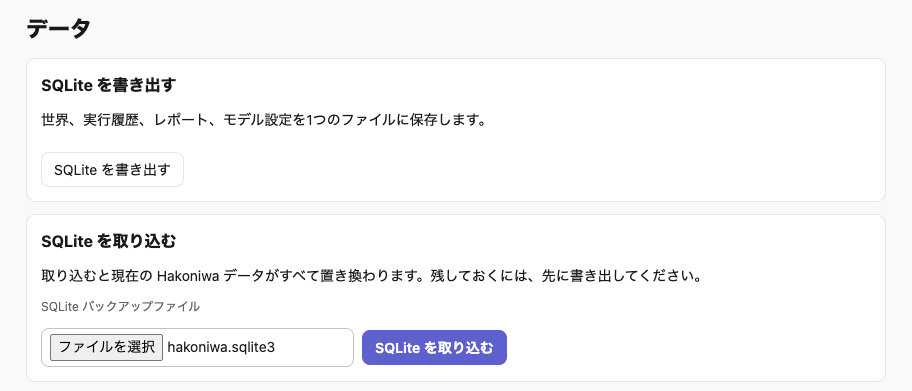 データ
SQLite を書き出す
世界、実行履歴、レポート、モデル設定を1つのファイルに保存します。
SQLite を書き出す
SQLite を取り込む
取り込むと現在の Hakoniwa データがすべて置き換わります。残しておくには、先に書き出してください。
SQLite バックアップファイル
ファイルを選択 hakoniwa.sqlite3
SQLite を取り込む